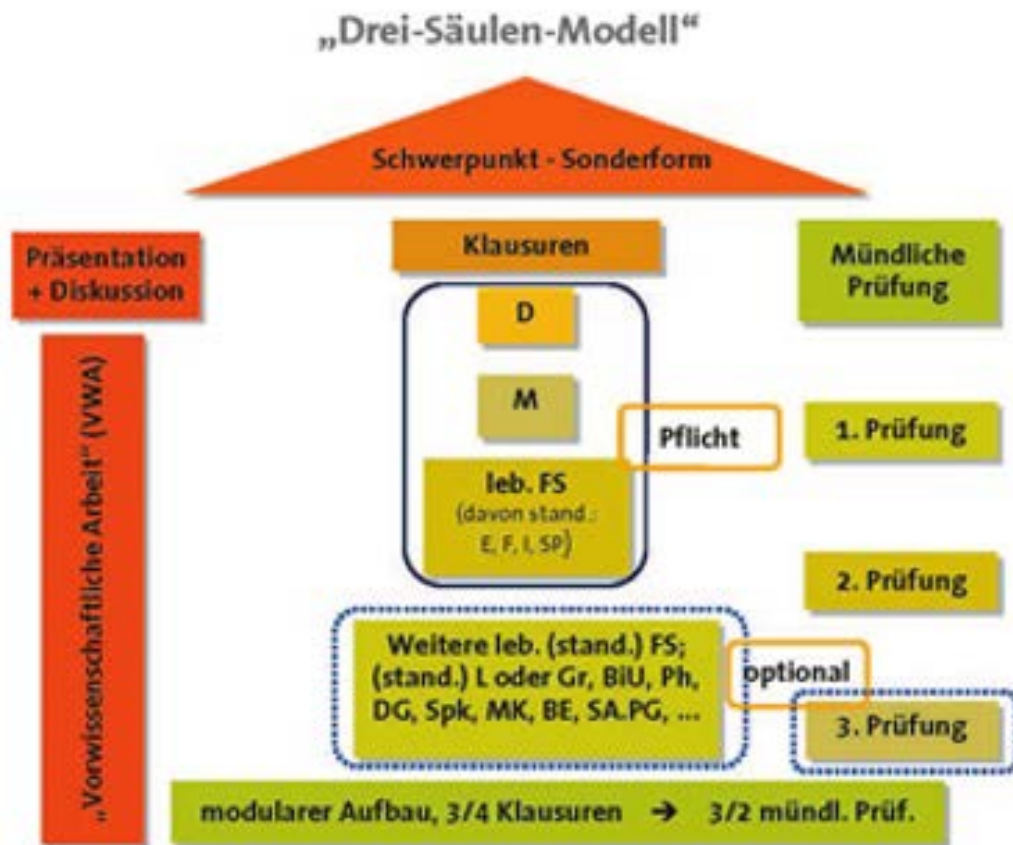 „Drei-Säulen-Modell“
Schwerpunkt - Sonderform
Präsentation
+ Diskussion
„Vorwissenschaftliche Arbeit“ (VWA)
Klausuren
D
M
leb. FS
(davon stand.:
E, F, I, SP)
Pflicht
Weitere leb. (stand.) FS;
(stand.) L oder Gr, BiU, Ph,
DG, Spk, MK, BE, SA.PG, ...
optional
Mündliche
Prüfung
1. Prüfung
2. Prüfung
3. Prüfung
modularer Aufbau, 3/4 Klausuren → 3/2 mündl. Prüf.